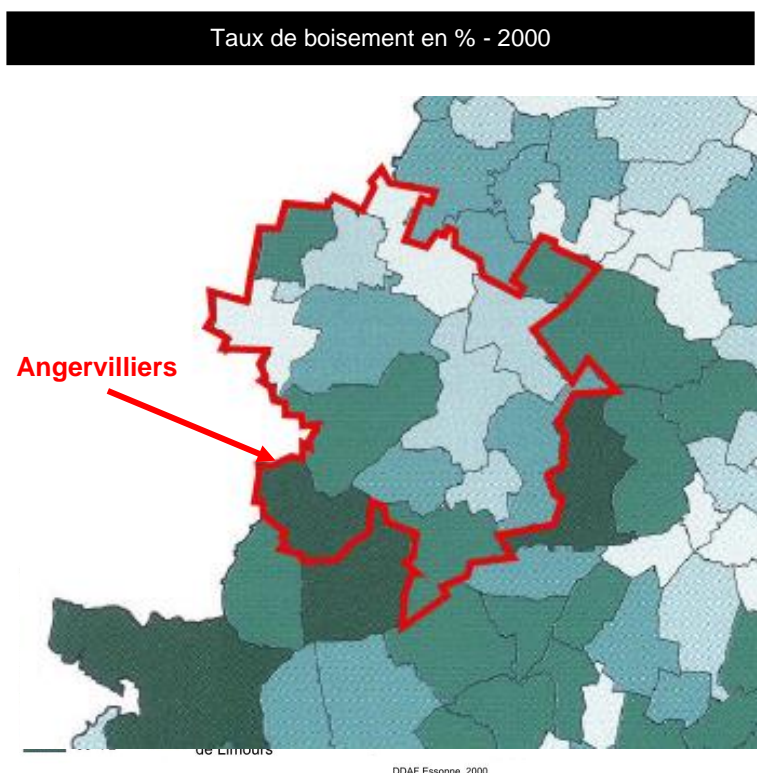 Taux de boisement en % - 2000
Angervilliers
de Limours
DDAF Essonne, 2000